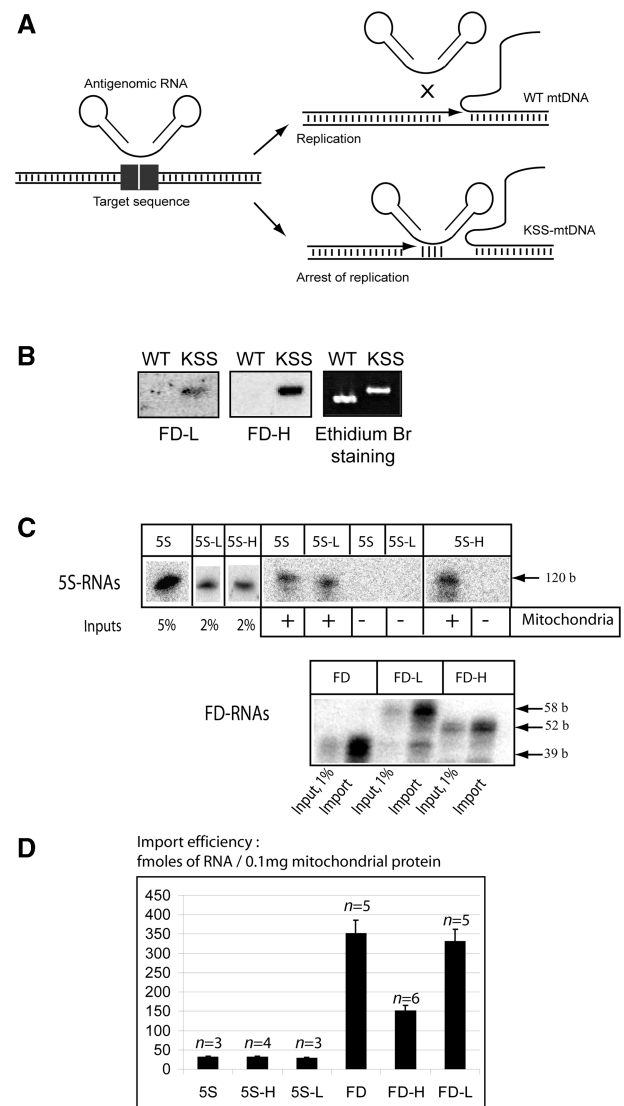 A
Antigenomic RNA
Target sequence
X
WT mtDNA
Replication
KSS-mtDNA
Arrest of replication
B
WT KSS WT KSS WT KSS
FD-L FD-H Ethidium Br
staining
C
5S 5S-L 5S-H 5S 5S-L 5S 5S-L 5S-H
5S-RNAs
120 b
Inputs 5% 2% 2% + + - - + - Mitochondria
FD FD-L FD-H
FD-RNAs
58 b
52 b
39 b
Input, 1% Import Input, 1% Import Input, 1% Import
D
Import efficiency :
fmoles of RNA / 0.1mg mitochondrial protein
450
400
350
300
250
200
150
100
50
0
n=3 n=4 n=3 n=5 n=6 n=5
5S 5S-H 5S-L FD FD-H FD-L